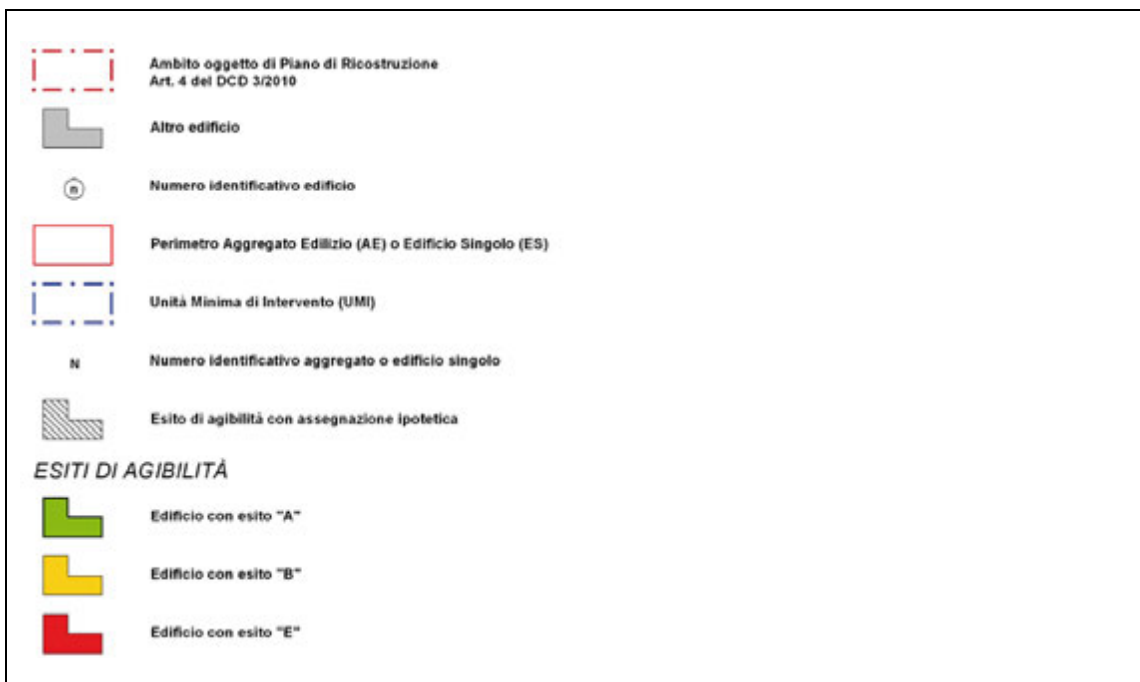 Ambito oggetto di Piano di Ricostruzione
Art. 4 del DCD 3/2010
Altro edificio
n
Numero identificativo edificio
Perimetro Aggregato Edilizio (AE) o Edificio Singolo (ES)
Unità Minima di Intervento (UMI)
N
Numero identificativo aggregato o edificio singolo
Esito di agibilità con assegnazione ipotetica
ESITI DI AGIBILITÀ
Edificio con esito "A"
Edificio con esito "B"
Edificio con esito "E"